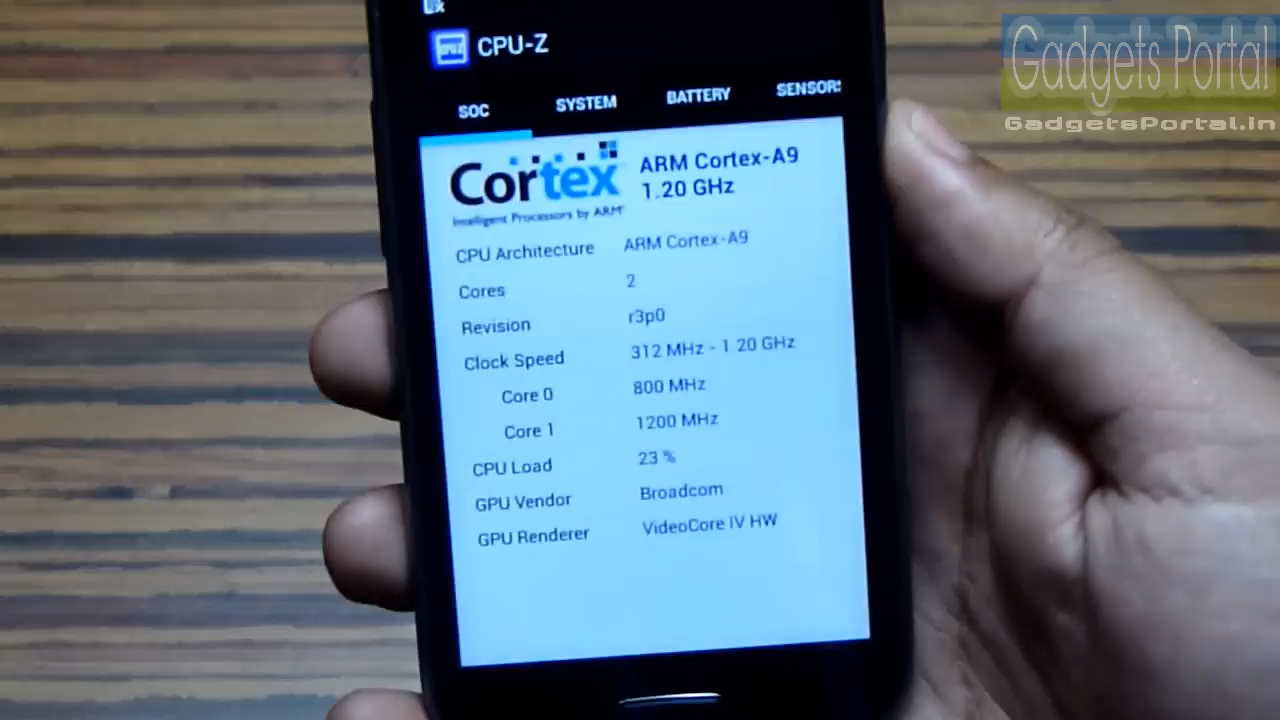 Gadgets Portal
GadgetsPortal.in
CPU-Z
SOC SYSTEM BATTERY SENSORS
Cortex
Intelligent Processors by ARM
ARM Cortex-A9
1.20 GHz
CPU Architecture ARM Cortex-A9
Cores 2
Revision r3p0
Clock Speed 312 MHz - 1.20 GHz
Core 0 800 MHz
Core 1 1200 MHz
CPU Load 23 %
GPU Vendor Broadcom
GPU Renderer VideoCore IV HW